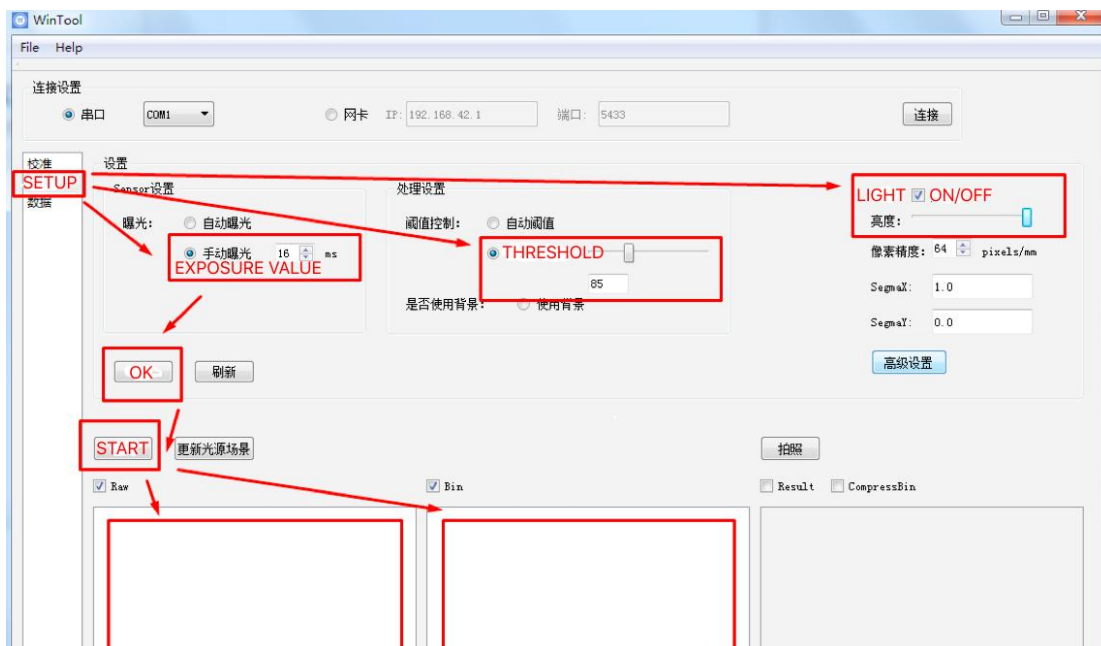 WinTool
File Help
连接设置
串口 COM1 网卡 IP: 192.168.42.1 端口: 5433 连接
校准 设置
SETUP Sensor设置 处理设置 LIGHT ON/OFF
数据
曝光: 自动曝光 阈值控制: 自动阈值 亮度:
手动曝光 16 ms THRESHOLD 像素精度: 64 pixels/mm
EXPOSURE VALUE
85 SegmaX: 1.0
是否使用背景: 使用背景
SegmaY: 0.0
OK 刷新 高级设置
START 更新光源场景 拍照
Raw Bin Result CompressBin